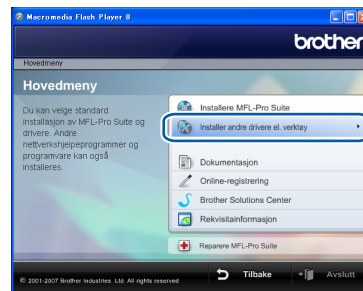 Macromedia Flash Player 8
brother
Hovedmeny
Hovedmeny
Du kan velge standard
installasjon av MFL-Pro Suite og
drivere. Andre
nettverkshjelpeprogrammer og
programvare kan også
installeres.
Installere MFL-Pro Suite
Installer andre drivere el. verktøy
Dokumentasjon
Online-registrering
Brother Solutions Center
Rekvisitainformasjon
Reparere MFL-Pro Suite
© 2001-2007 Brother Industries Ltd. All rights reserved
Tilbake
Avslutt